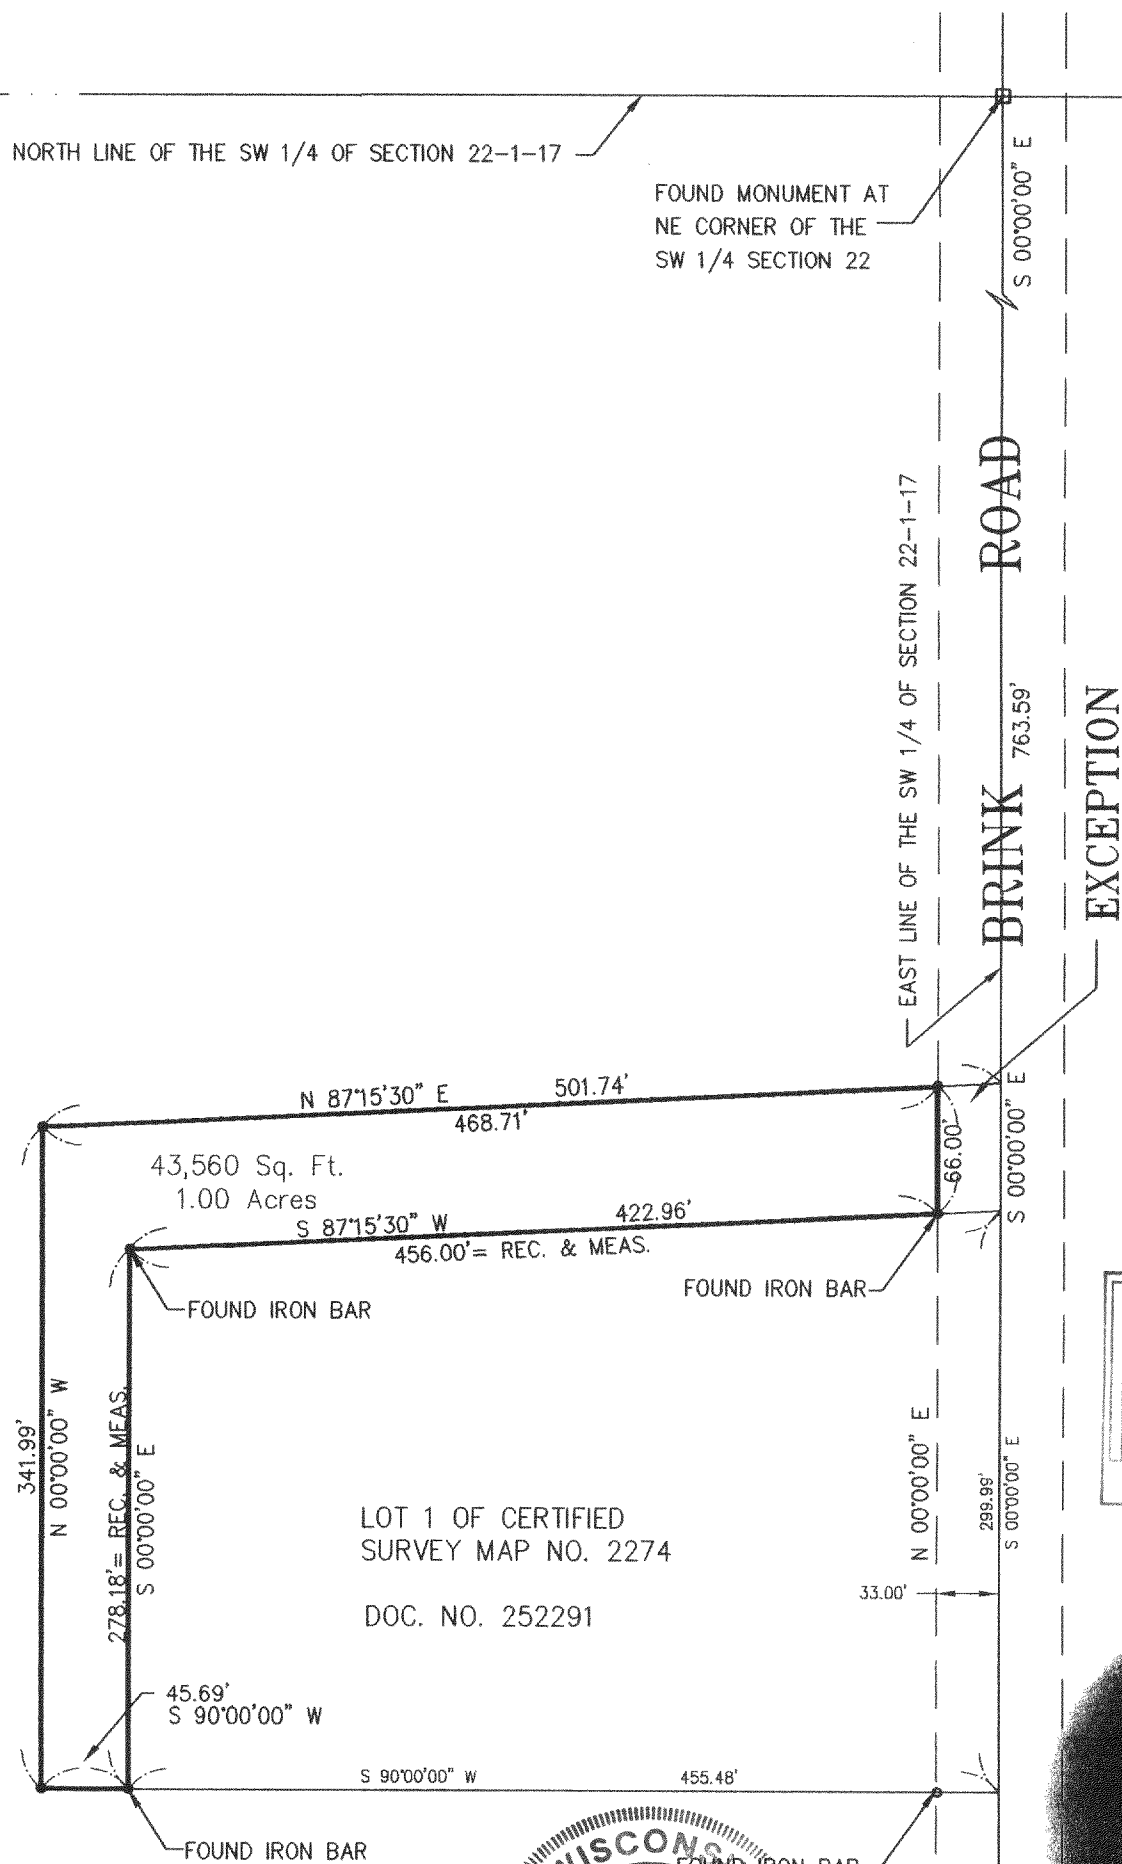 NORTH LINE OF THE SW 1/4 OF SECTION 22-1-17
FOUND MONUMENT AT
NE CORNER OF THE
SW 1/4 SECTION 22
S 00°00'00" E
EAST LINE OF THE SW 1/4 OF SECTION 22-1-17
BRINK ROAD
763.59'
EXCEPTION
N 87°15'30" E 501.74'
468.71'
66.00'
S 00°00'00" E
43,560 Sq. Ft.
1.00 Acres
S 87°15'30" W 422.96'
456.00'= REC. & MEAS.
FOUND IRON BAR
FOUND IRON BAR
341.99'
N 00°00'00" W
278.18'= REC. & MEAS.
S 00°00'00" E
LOT 1 OF CERTIFIED
SURVEY MAP NO. 2274
DOC. NO. 252291
N 00°00'00" E
299.99'
S 00°00'00" E
33.00'
45.69'
S 90°00'00" W
S 90°00'00" W 455.48'
FOUND IRON BAR
WISCONS
FOUND IRON BAR